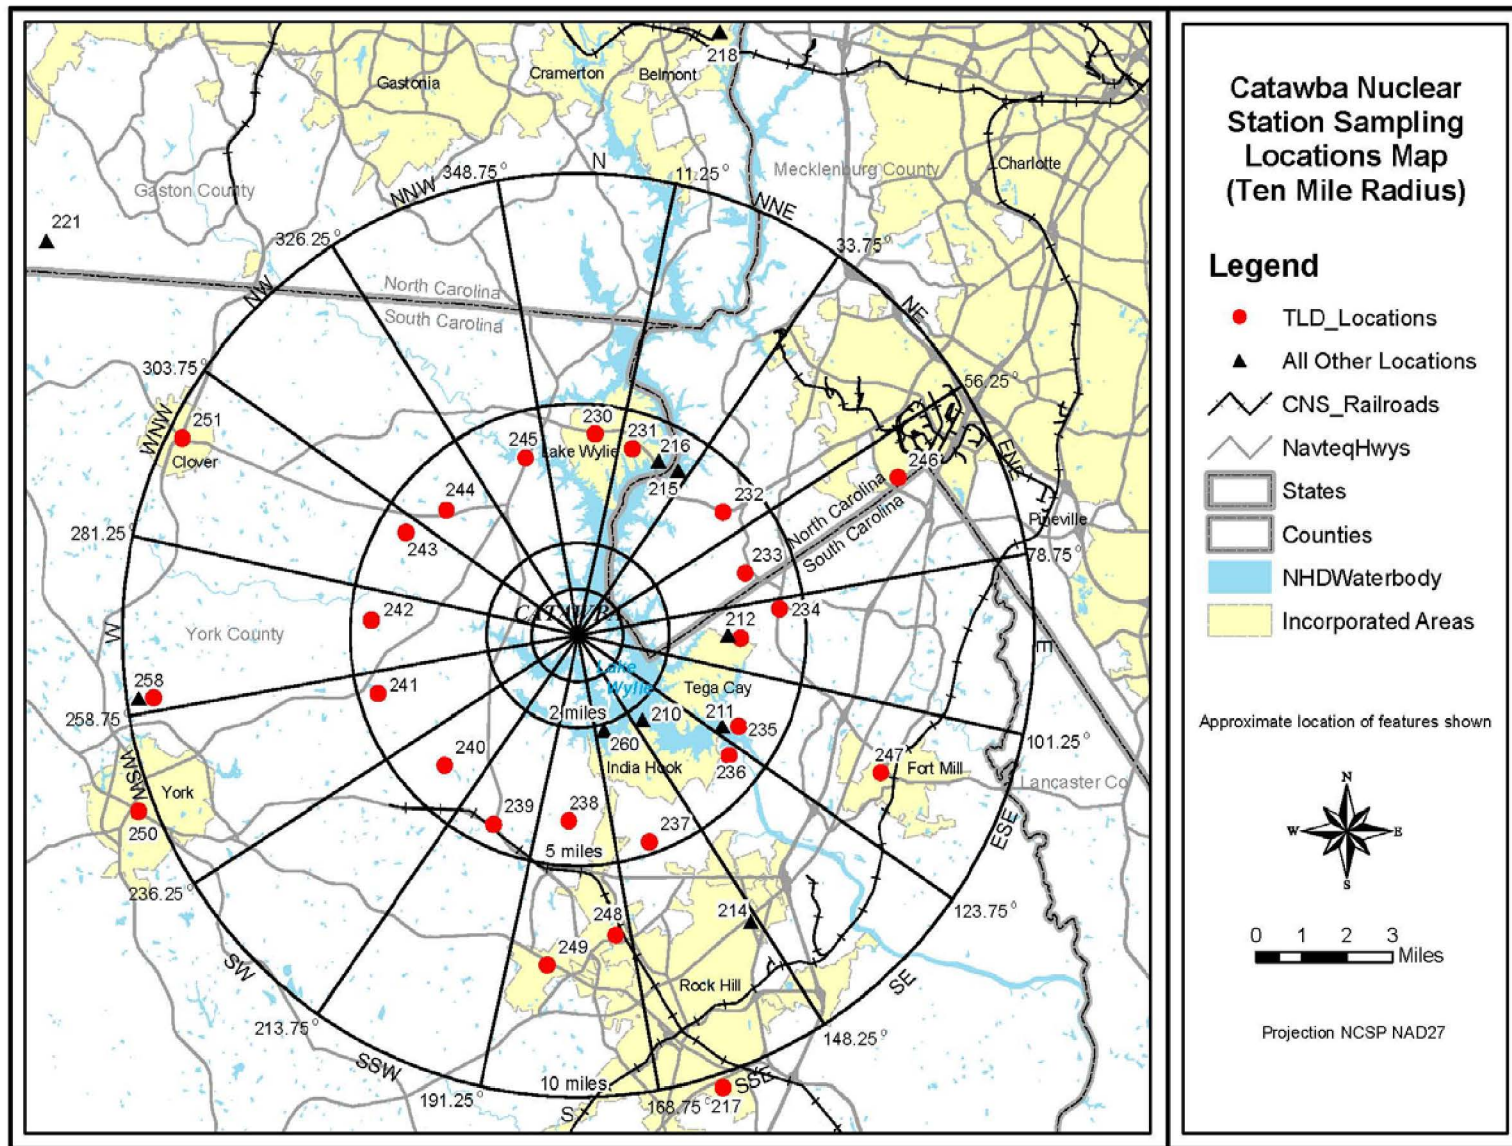 218
Gastonia
Cramerton
Belmont
Charlotte
Mecklenburg County
Gaston County
221
N
348.75°
11.25°
NNW
NNE
326.25°
33.75°
NW
NE
North Carolina
South Carolina
303.75°
56.25°
WNW
ENE
251
Clover
230
231
245
Lake Wylie
216
215
246
244
232
North Carolina
South Carolina
Pineville
281.25°
243
233
78.75°
242
234
212
W
York County
E
CATAWBA
Lake
Wylie
Tega Cay
258
241
258.75°
2 miles
210
211
235
101.25°
260
India Hook
236
240
247
Fort Mill
Lancaster Co
WSW
York
250
239
238
237
ESE
5 miles
236.25°
123.75°
248
214
249
Rock Hill
SW
SE
213.75°
148.25°
SSW
SSE
191.25°
10 miles
S
168.75°
217
Catawba Nuclear
Station Sampling
Locations Map
(Ten Mile Radius)
Legend
TLD_Locations
All Other Locations
CNS_Railroads
NavteqHwys
States
Counties
NHDWaterbody
Incorporated Areas
Approximate location of features shown
N
W
E
S
0 1 2 3
Miles
Projection NCSP NAD27